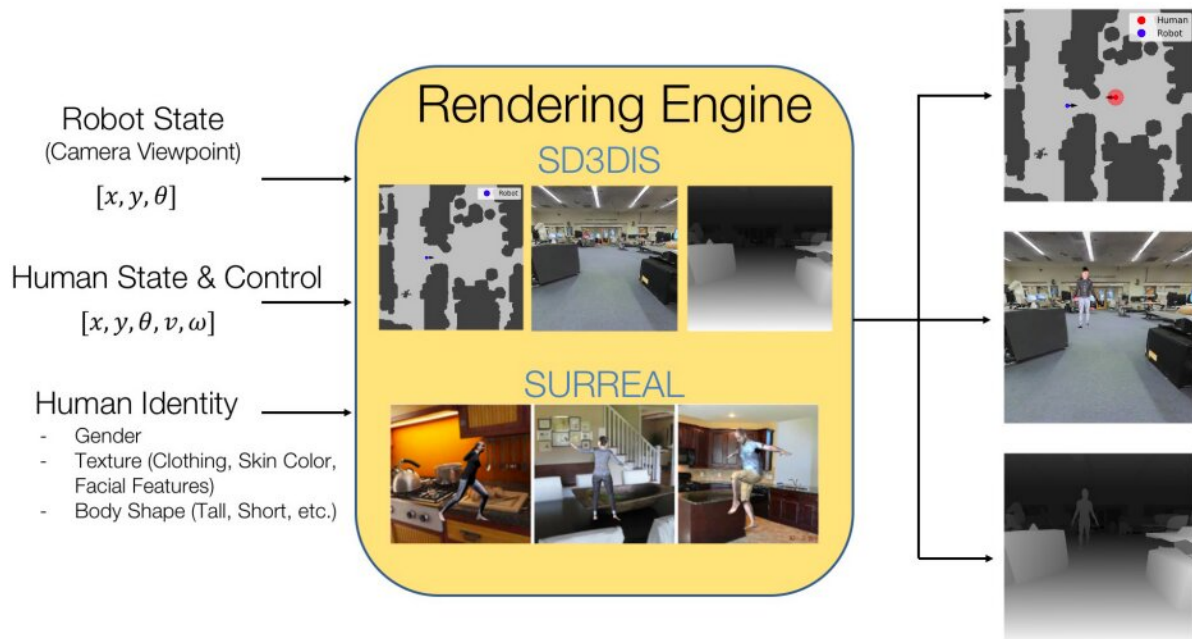 Robot State
(Camera Viewpoint)
[x, y, θ]
Human State & Control
[x, y, θ, v, ω]
Human Identity
- Gender
- Texture (Clothing, Skin Color,
Facial Features)
- Body Shape (Tall, Short, etc.)
Rendering Engine
SD3DIS
Robot
SURREAL
Human
Robot